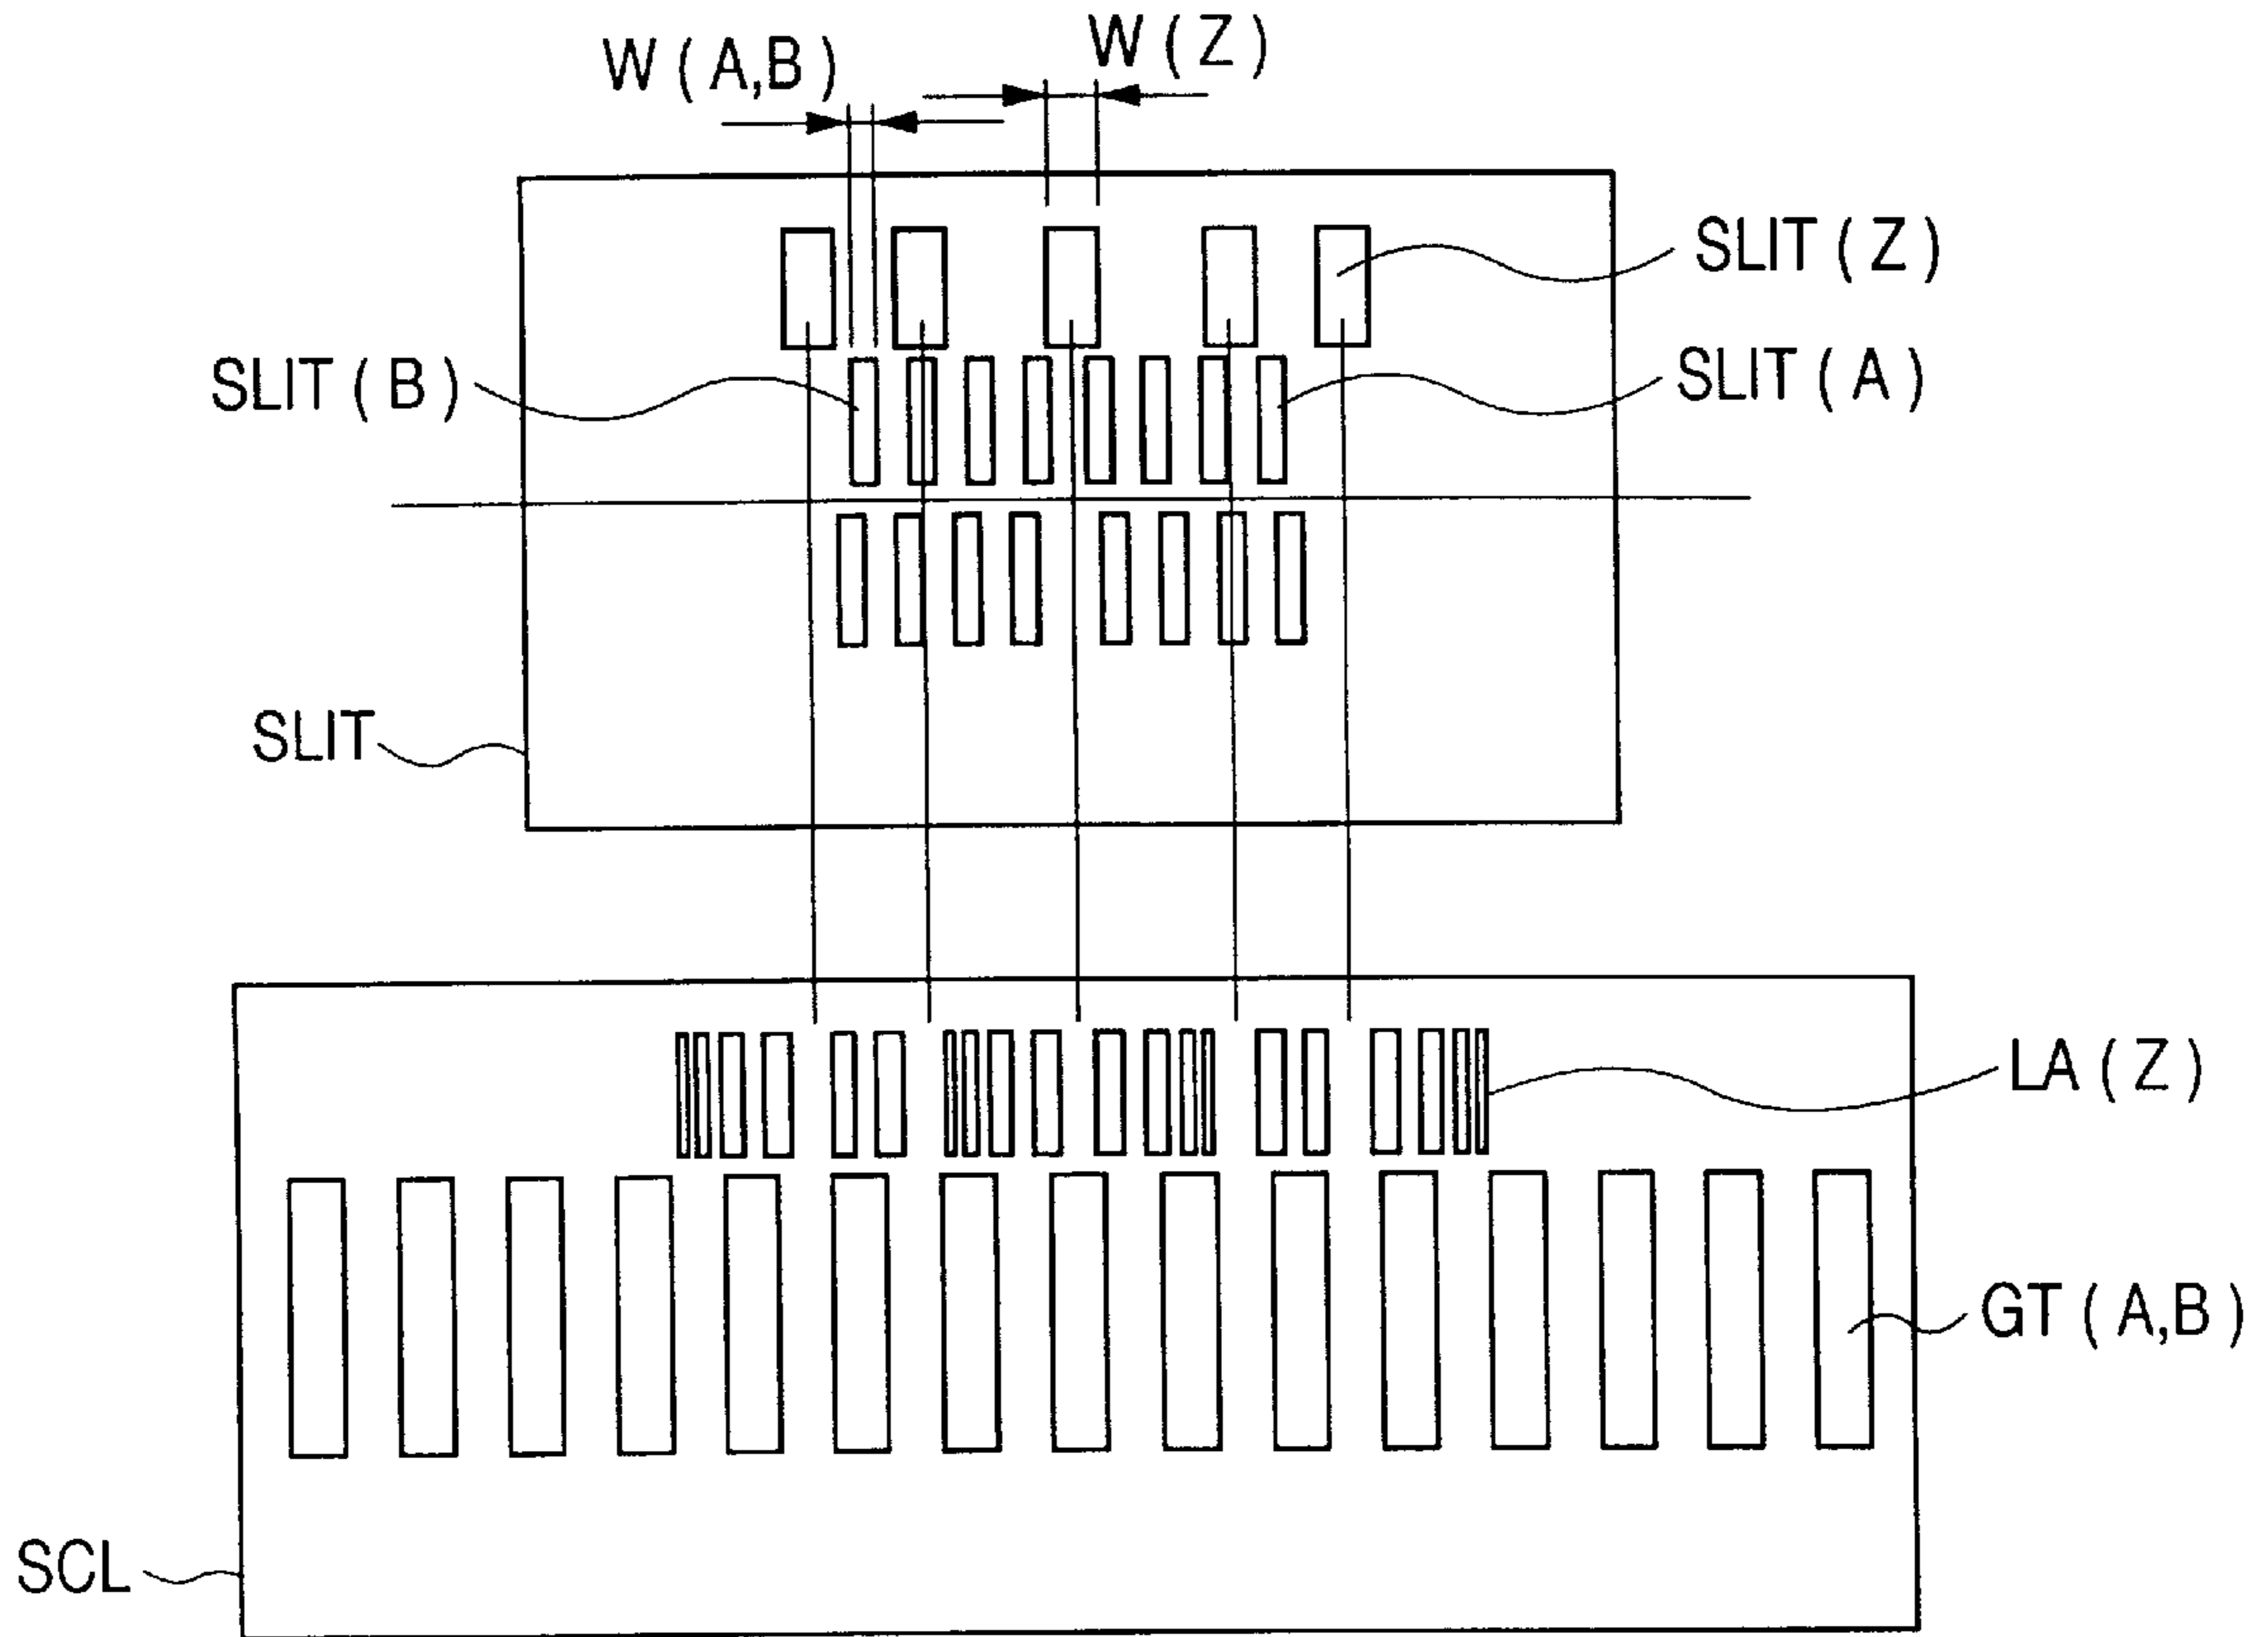 W(A,B)
W(Z)
SLIT(Z)
SLIT(B)
SLIT(A)
SLIT
LA(Z)
GT(A,B)
SCL